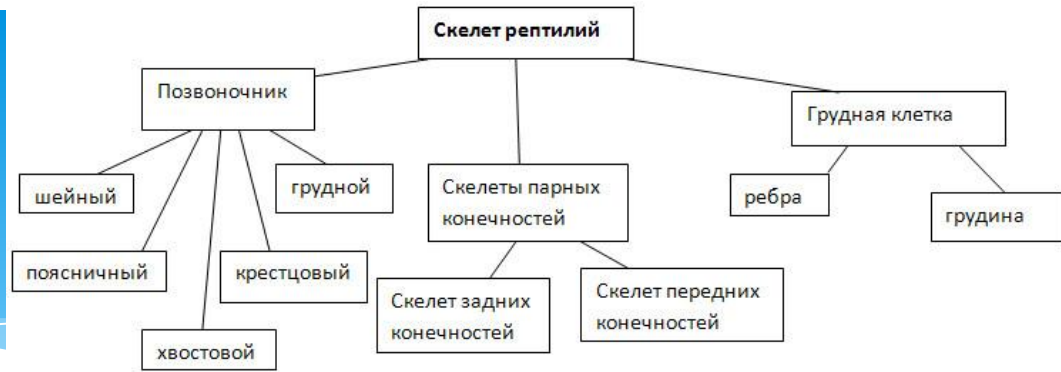 Скелет рептилий
Позвоночник
Грудная клетка
шейный
грудной
Скелеты парных
конечностей
ребра
грудина
поясничный
крестцовый
Скелет задних
конечностей
Скелет передних
конечностей
хвостовой